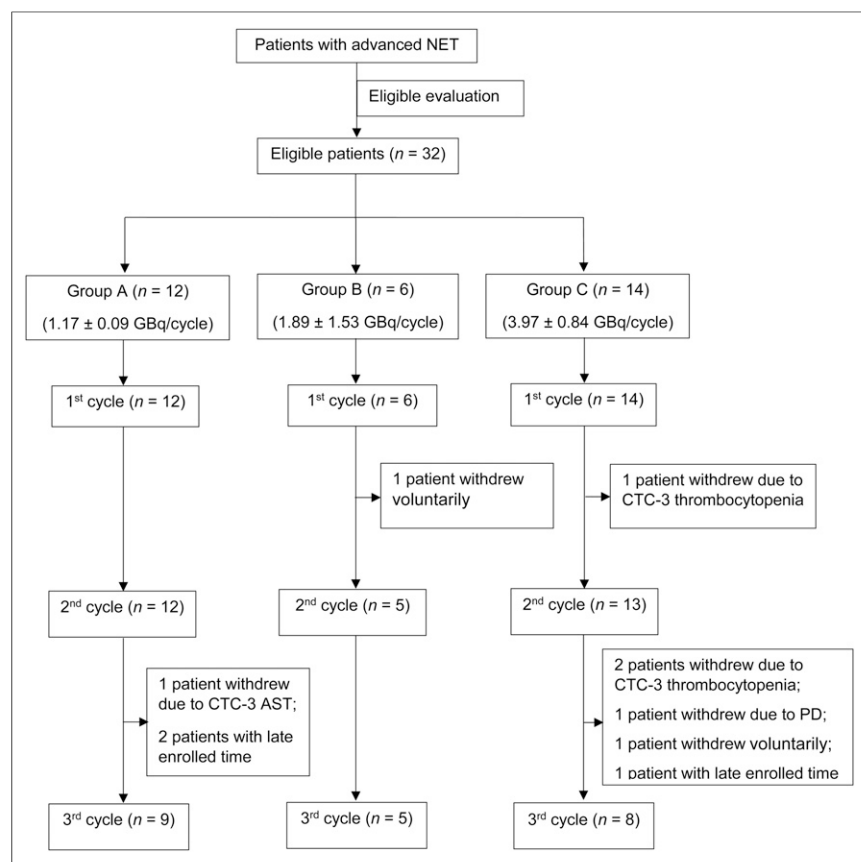 Patients with advanced NET
Eligible evaluation
Eligible patients (n = 32)
Group A (n = 12)
(1.17 ± 0.09 GBq/cycle)
Group B (n = 6)
(1.89 ± 1.53 GBq/cycle)
Group C (n = 14)
(3.97 ± 0.84 GBq/cycle)
1st cycle (n = 12)
1st cycle (n = 6)
1st cycle (n = 14)
1 patient withdrew
voluntarily
1 patient withdrew due to
CTC-3 thrombocytopenia
2nd cycle (n = 12)
2nd cycle (n = 5)
2nd cycle (n = 13)
1 patient withdrew
due to CTC-3 AST;
2 patients with late
enrolled time
2 patients withdrew due to
CTC-3 thrombocytopenia;
1 patient withdrew due to PD;
1 patient withdrew voluntarily;
1 patient with late enrolled time
3rd cycle (n = 9)
3rd cycle (n = 5)
3rd cycle (n = 8)